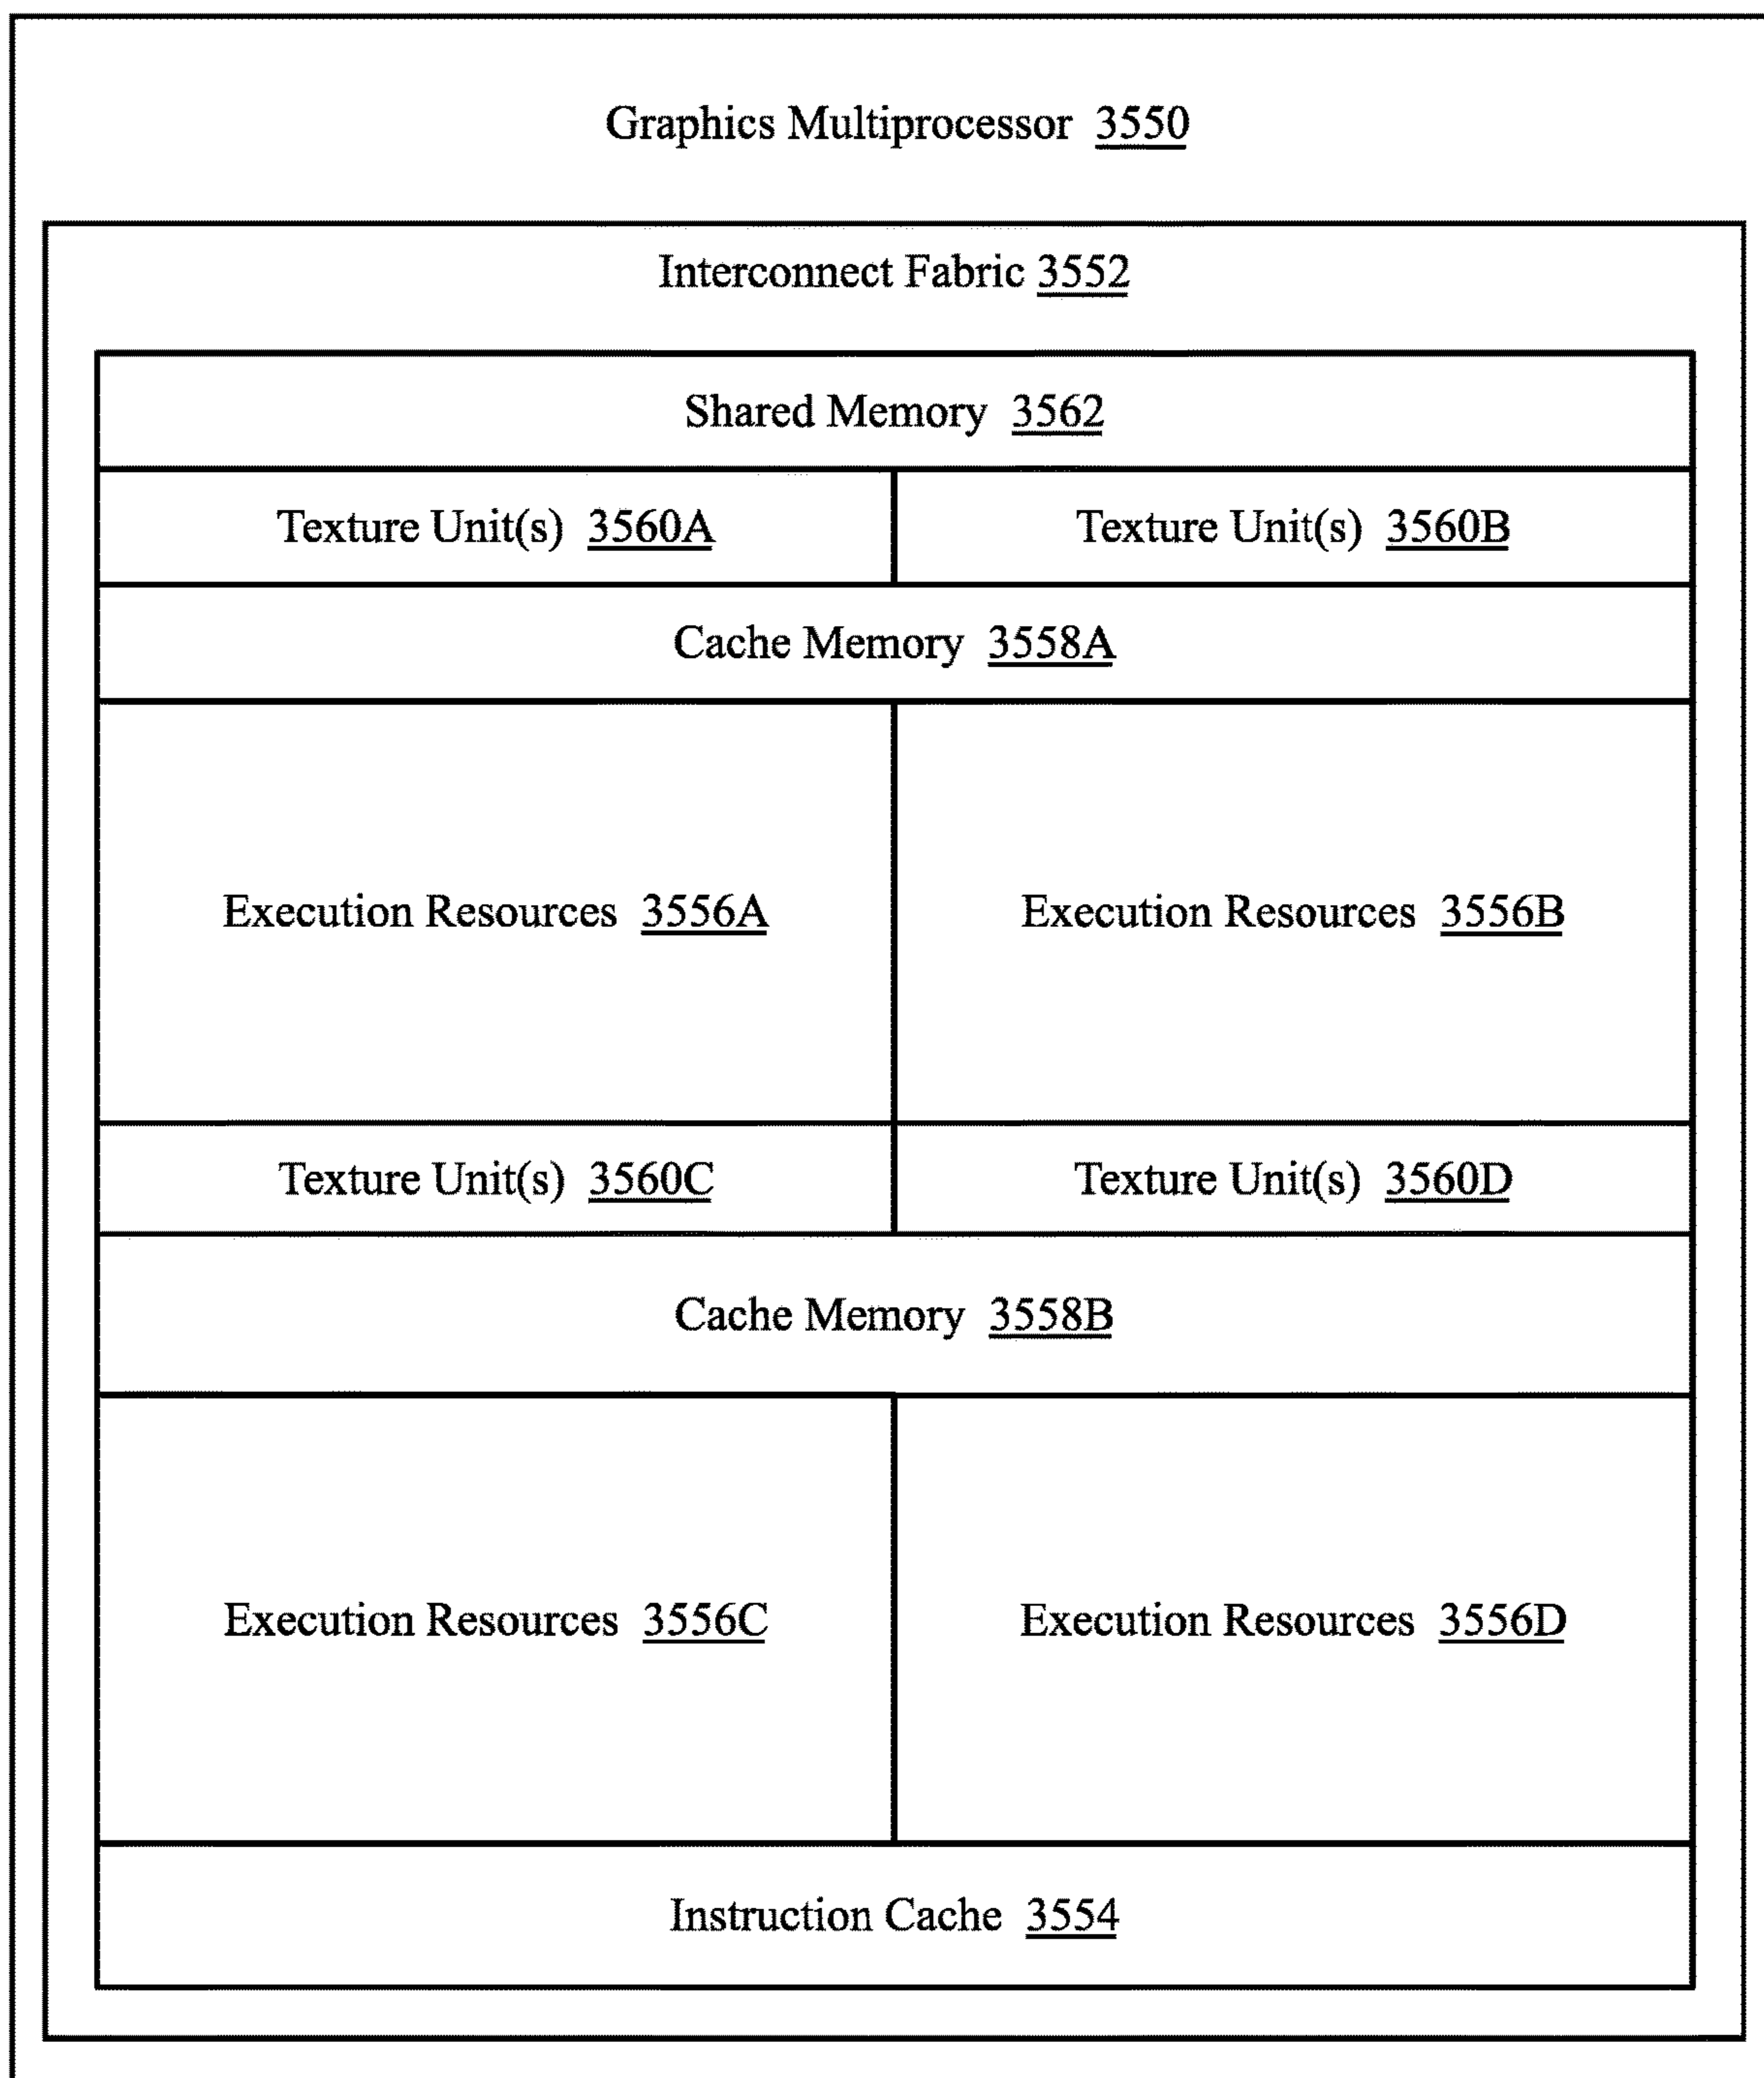 Graphics Multiprocessor 3550
Interconnect Fabric 3552
Shared Memory 3562
Texture Unit(s) 3560A
Texture Unit(s) 3560B
Cache Memory 3558A
Execution Resources 3556A
Execution Resources 3556B
Texture Unit(s) 3560C
Texture Unit(s) 3560D
Cache Memory 3558B
Execution Resources 3556C
Execution Resources 3556D
Instruction Cache 3554